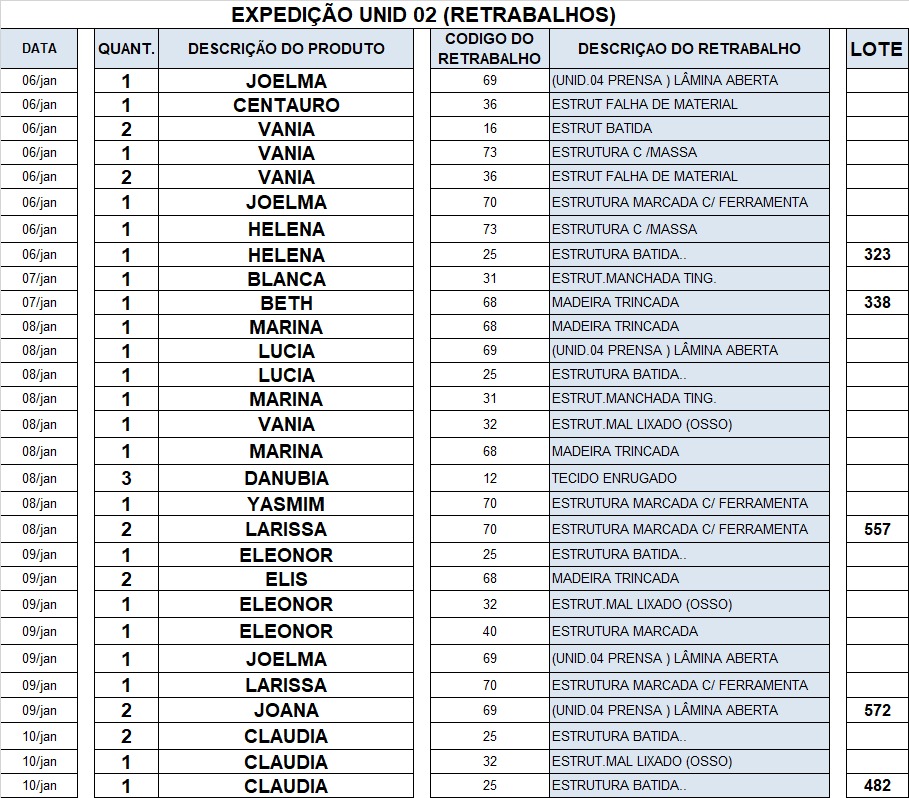 EXPEDIÇÃO UNID 02 (RETRABALHOS)
DATA QUANT. DESCRIÇÃO DO PRODUTO CODIGO DO RETRABALHO DESCRIÇAO DO RETRABALHO LOTE
06/jan 1 JOELMA 69 (UNID.04 PRENSA ) LÂMINA ABERTA
06/jan 1 CENTAURO 36 ESTRUT FALHA DE MATERIAL
06/jan 2 VANIA 16 ESTRUT BATIDA
06/jan 1 VANIA 73 ESTRUTURA C /MASSA
06/jan 2 VANIA 36 ESTRUT FALHA DE MATERIAL
06/jan 1 JOELMA 70 ESTRUTURA MARCADA C/ FERRAMENTA
06/jan 1 HELENA 73 ESTRUTURA C /MASSA
06/jan 1 HELENA 25 ESTRUTURA BATIDA.. 323
07/jan 1 BLANCA 31 ESTRUT.MANCHADA TING.
07/jan 1 BETH 68 MADEIRA TRINCADA 338
08/jan 1 MARINA 68 MADEIRA TRINCADA
08/jan 1 LUCIA 69 (UNID.04 PRENSA ) LÂMINA ABERTA
08/jan 1 LUCIA 25 ESTRUTURA BATIDA..
08/jan 1 MARINA 31 ESTRUT.MANCHADA TING.
08/jan 1 VANIA 32 ESTRUT.MAL LIXADO (OSSO)
08/jan 1 MARINA 68 MADEIRA TRINCADA
08/jan 3 DANUBIA 12 TECIDO ENRUGADO
08/jan 1 YASMIM 70 ESTRUTURA MARCADA C/ FERRAMENTA
08/jan 2 LARISSA 70 ESTRUTURA MARCADA C/ FERRAMENTA 557
09/jan 1 ELEONOR 25 ESTRUTURA BATIDA..
09/jan 2 ELIS 68 MADEIRA TRINCADA
09/jan 1 ELEONOR 32 ESTRUT.MAL LIXADO (OSSO)
09/jan 1 ELEONOR 40 ESTRUTURA MARCADA
09/jan 1 JOELMA 69 (UNID.04 PRENSA ) LÂMINA ABERTA
09/jan 1 LARISSA 70 ESTRUTURA MARCADA C/ FERRAMENTA
09/jan 2 JOANA 69 (UNID.04 PRENSA ) LÂMINA ABERTA 572
10/jan 2 CLAUDIA 25 ESTRUTURA BATIDA..
10/jan 1 CLAUDIA 32 ESTRUT.MAL LIXADO (OSSO)
10/jan 1 CLAUDIA 25 ESTRUTURA BATIDA.. 482